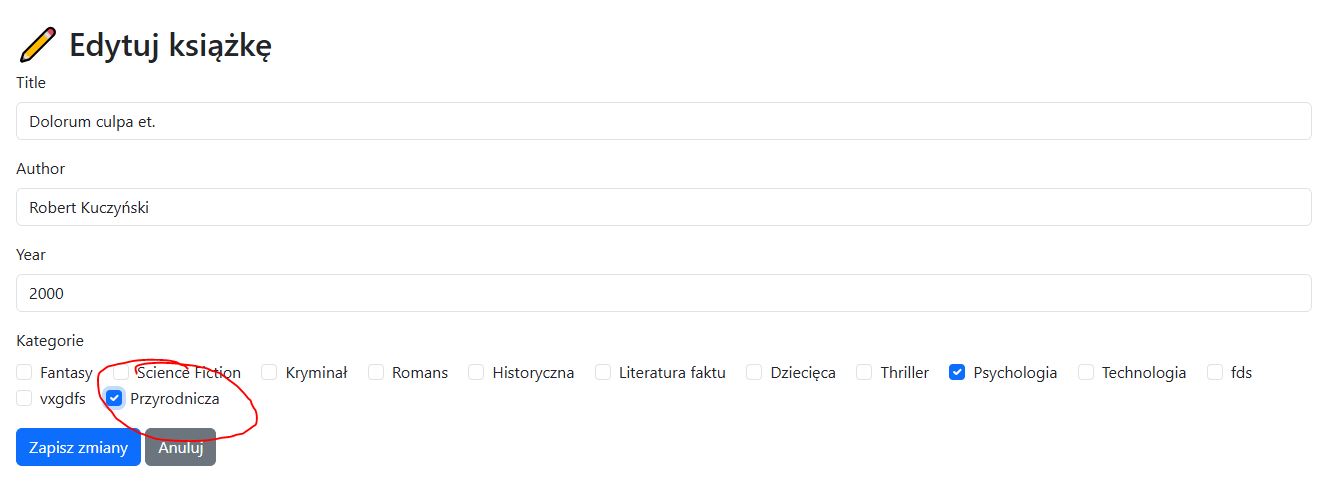 Edytuj książkę
Title
Dolorum culpa et.
Author
Robert Kuczyński
Year
2000
Kategorie
Fantasy Science Fiction Kryminał Romans Historyczna Literatura faktu Dziecięca Thriller Psychologia Technologia fds
vxgdfs Przyrodnicza
Zapisz zmiany Anuluj